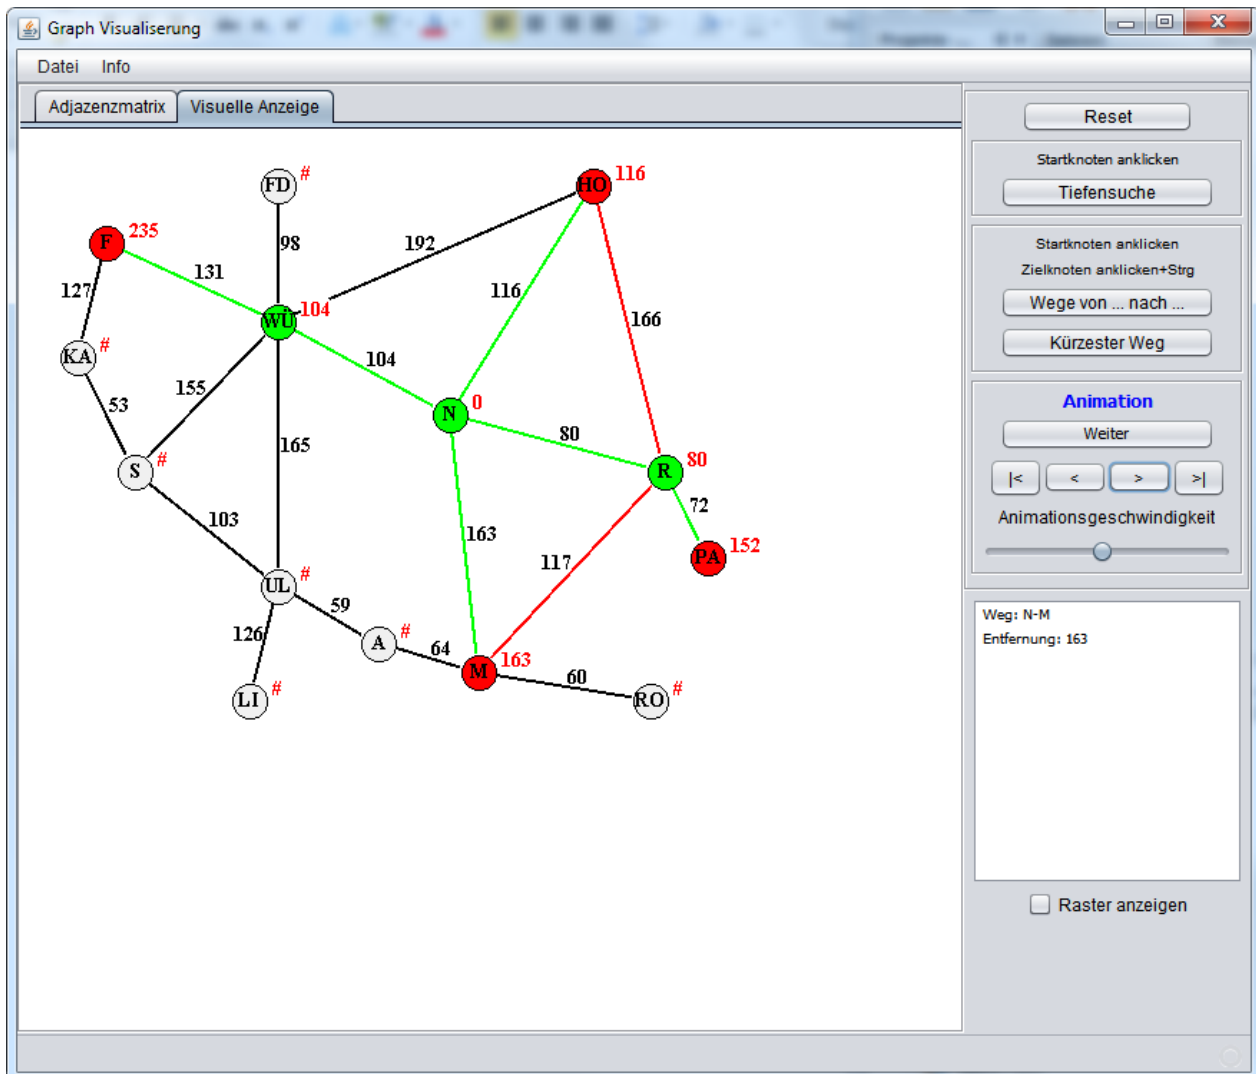 Graph Visualiserung
Datei Info
Adjazenzmatrix Visuelle Anzeige
FD #
HO 116
F 235
98
192
131
127
116
WÜ 104
166
KA #
104
155
53
N 0
80
165
S #
R 80
72
103
163
PA 152
117
UL #
59
126
A #
64
M 163
60
LI #
RO #
Reset
Startknoten anklicken
Tiefensuche
Startknoten anklicken
Zielknoten anklicken+Strg
Wege von ... nach ...
Kürzester Weg
Animation
Weiter
|< < > >|
Animationsgeschwindigkeit
Weg: N-M
Entfernung: 163
Raster anzeigen